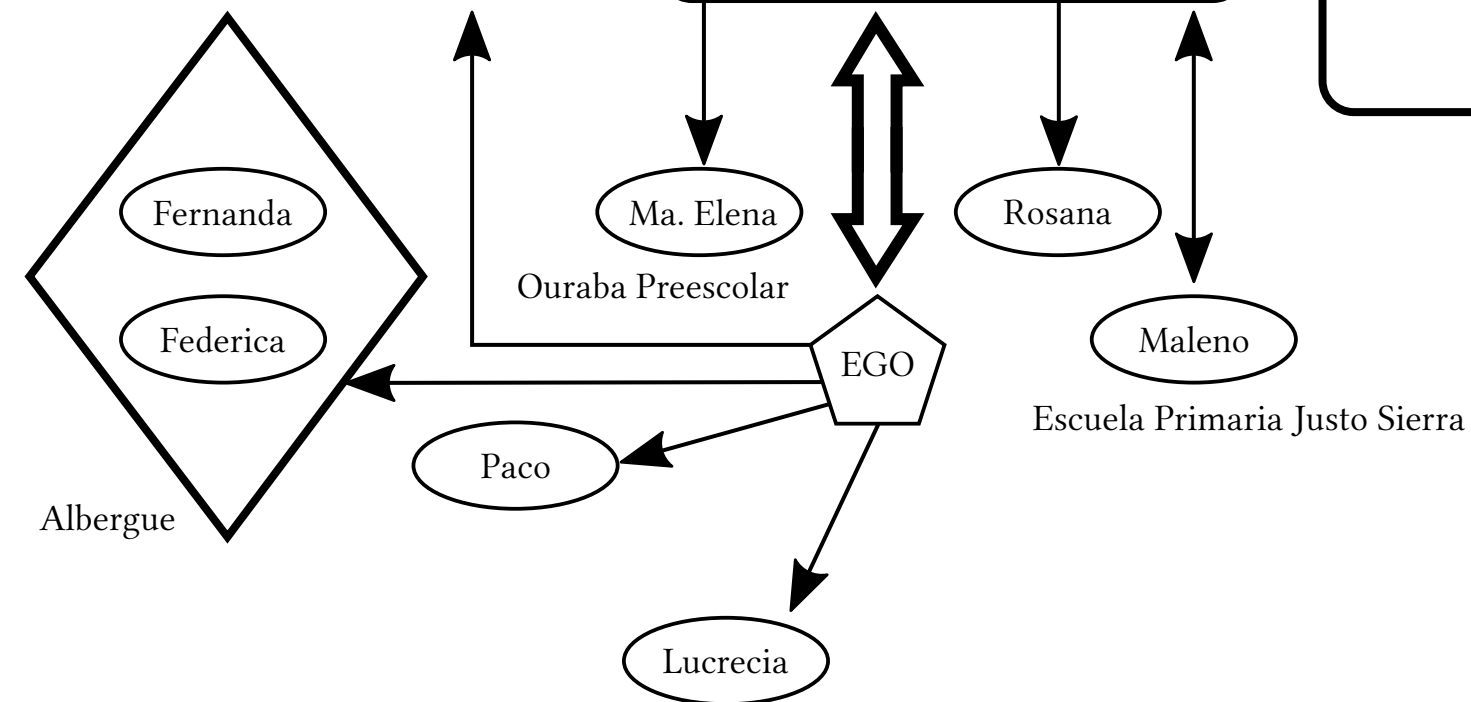 Fernanda
Ma. Elena
Rosana
Ouraba Preescolar
Federica
EGO
Maleno
Escuela Primaria Justo Sierra
Paco
Albergue
Lucrecia